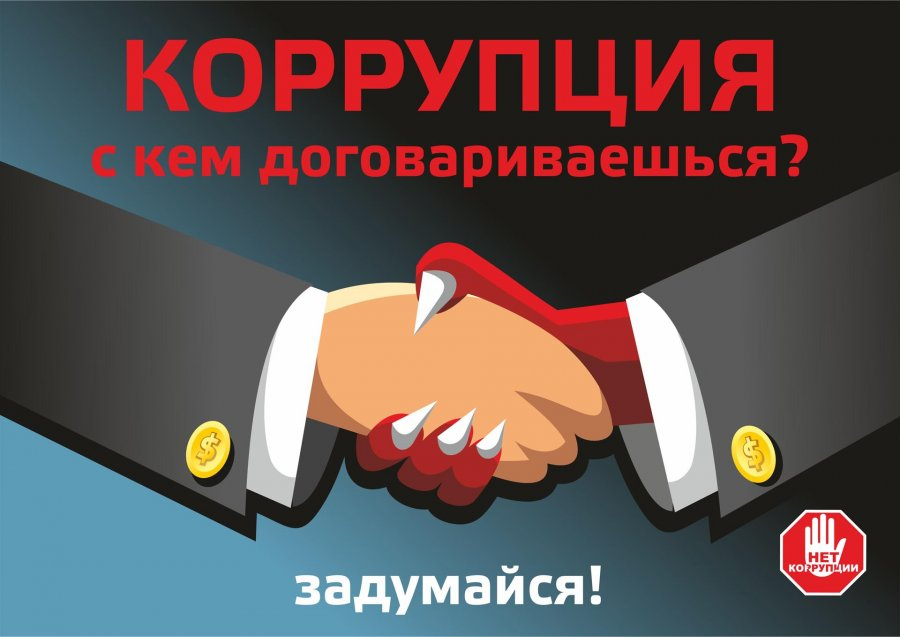 КОРРУПЦИЯ
с кем договариваешься?
$
$
НЕТ
КОРРУПЦИИ
задумайся!